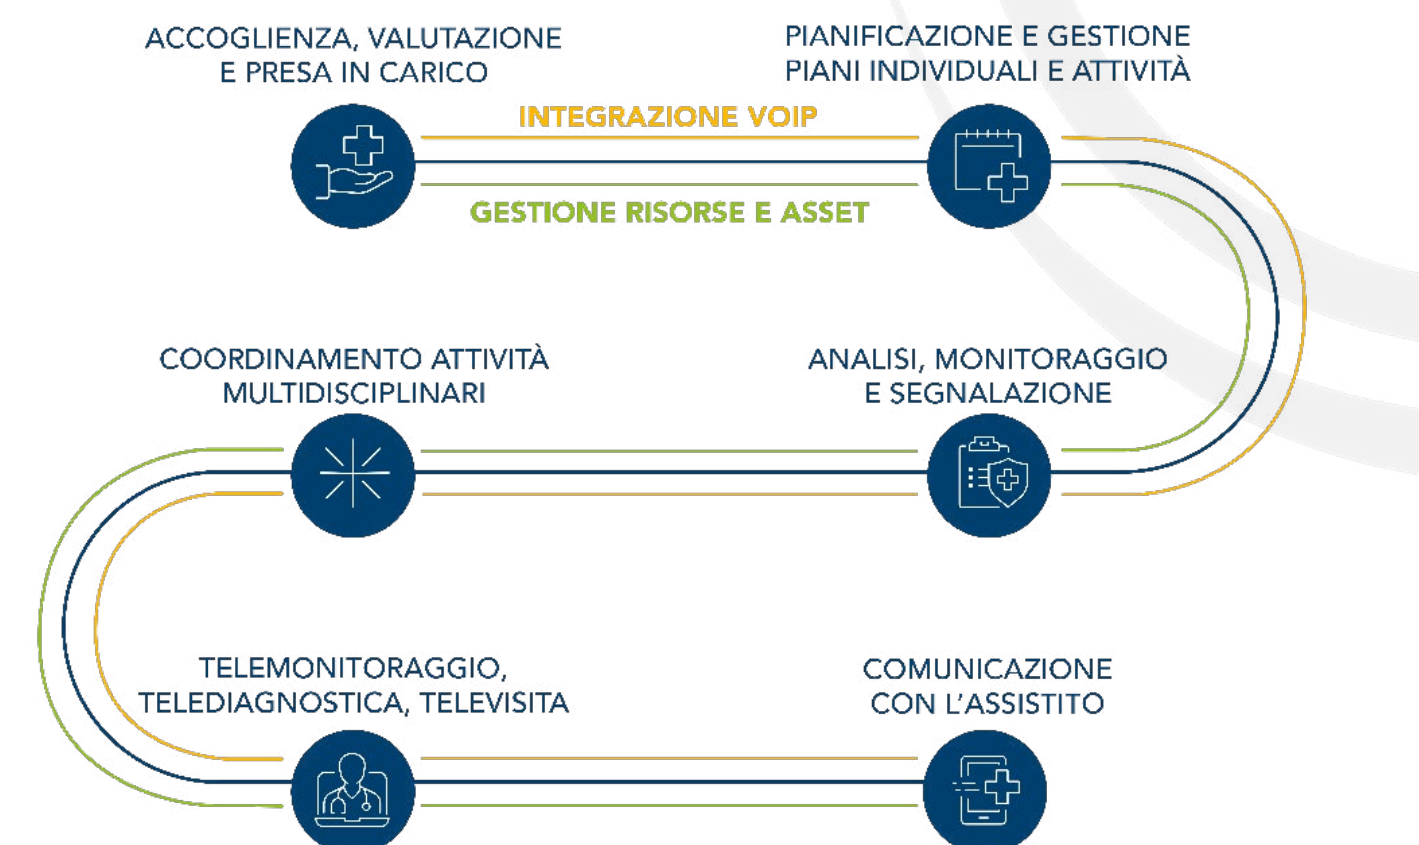 ACCOGLIENZA, VALUTAZIONE
E PRESA IN CARICO
PIANIFICAZIONE E GESTIONE
PIANI INDIVIDUALI E ATTIVITÀ
INTEGRAZIONE VOIP
GESTIONE RISORSE E ASSET
COORDINAMENTO ATTIVITÀ
MULTIDISCIPLINARI
ANALISI, MONITORAGGIO
E SEGNALAZIONE
TELEMONITORAGGIO,
TELEDIAGNOSTICA, TELEVISITA
COMUNICAZIONE
CON L'ASSISTITO